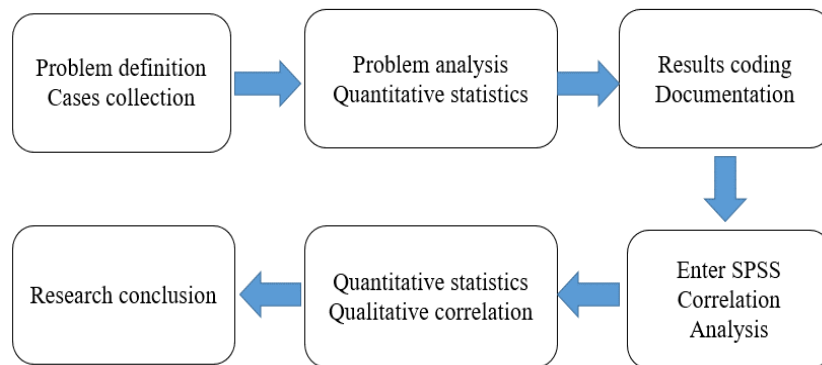 Problem definition
Cases collection
Problem analysis
Quantitative statistics
Results coding
Documentation
Enter SPSS
Correlation
Analysis
Quantitative statistics
Qualitative correlation
Research conclusion